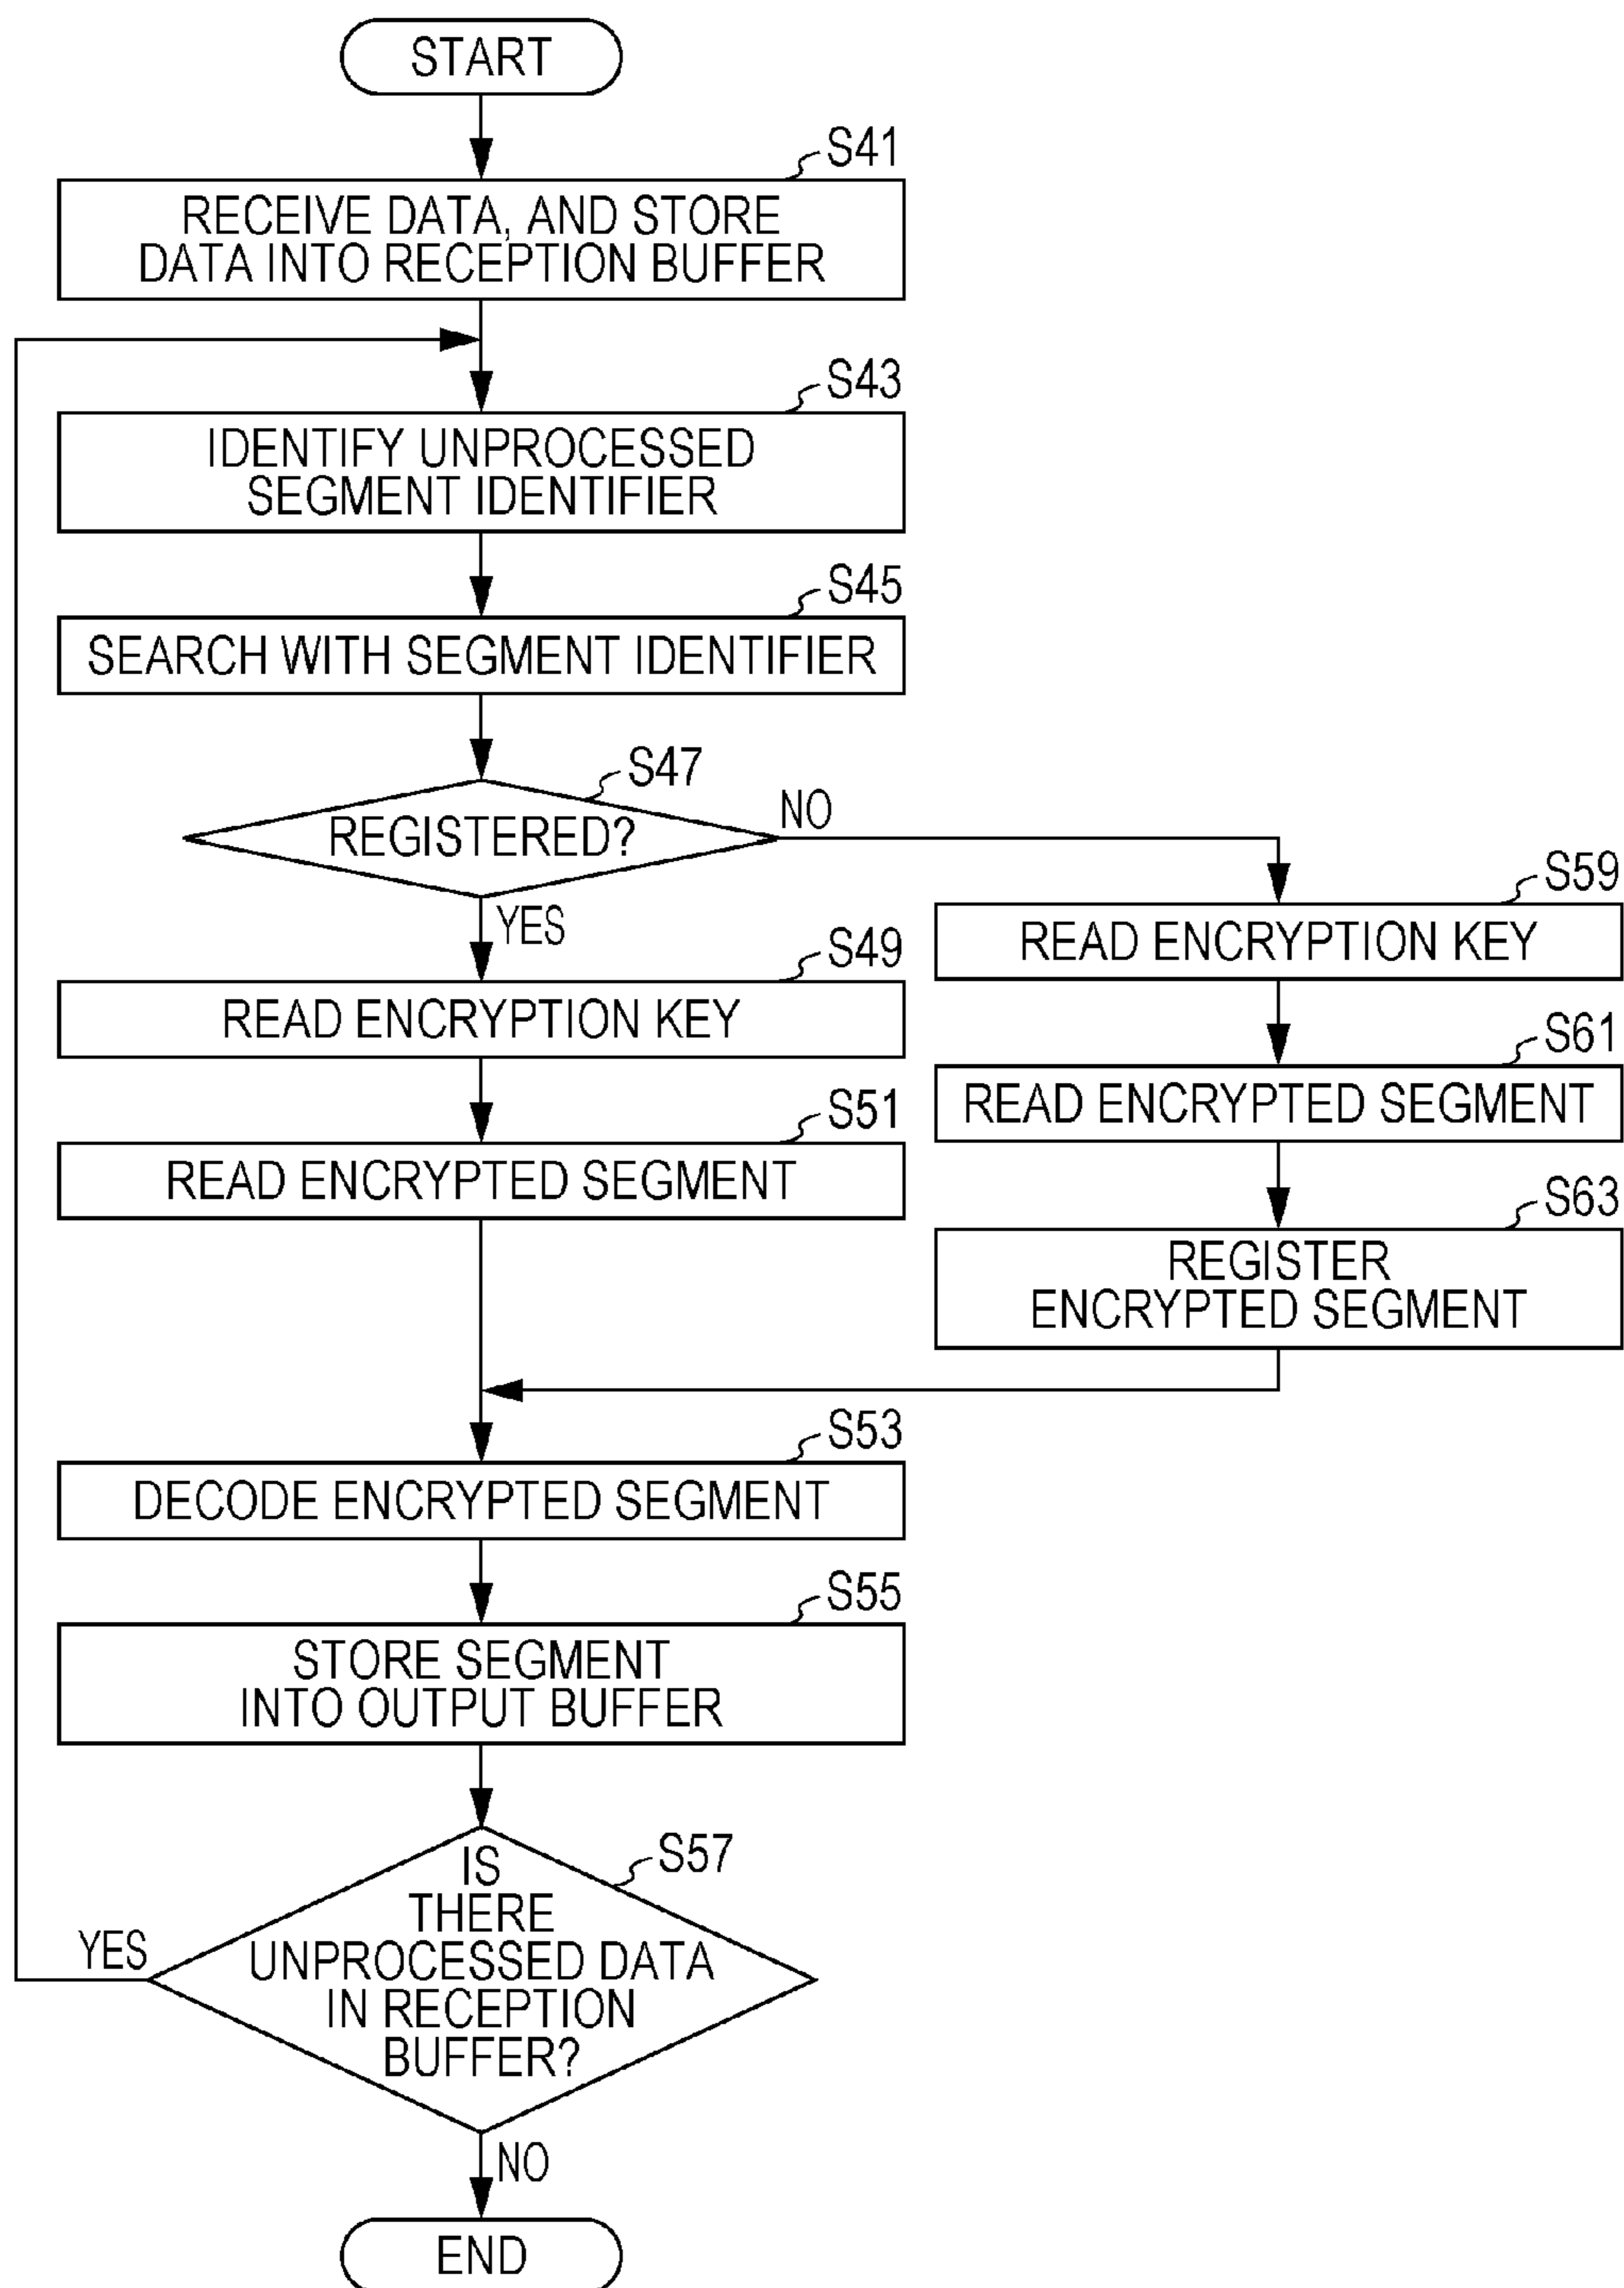 START
S41
RECEIVE DATA, AND STORE
DATA INTO RECEPTION BUFFER
S43
IDENTIFY UNPROCESSED
SEGMENT IDENTIFIER
S45
SEARCH WITH SEGMENT IDENTIFIER
S47
REGISTERED?
NO
YES
S49
READ ENCRYPTION KEY
S51
READ ENCRYPTED SEGMENT
S59
READ ENCRYPTION KEY
S61
READ ENCRYPTED SEGMENT
S63
REGISTER
ENCRYPTED SEGMENT
S53
DECODE ENCRYPTED SEGMENT
S55
STORE SEGMENT
INTO OUTPUT BUFFER
S57
IS
THERE
UNPROCESSED DATA
IN RECEPTION
BUFFER?
YES
NO
END